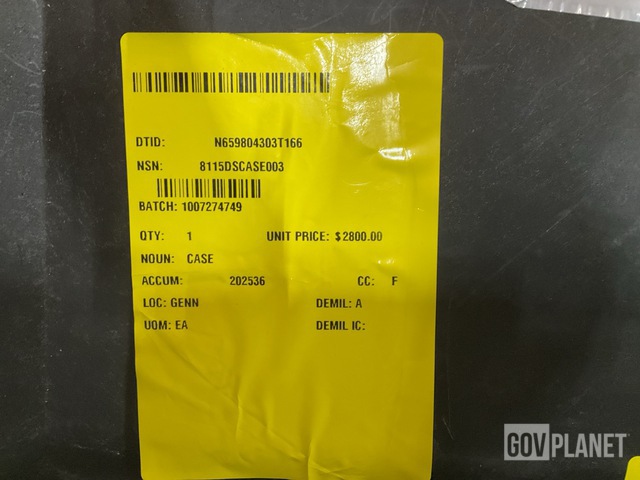 DTID: N659804303T166
NSN: 8115DSCASE003
BATCH: 1007274749
QTY: 1 UNIT PRICE: $2800.00
NOUN: CASE
ACCUM: 202536 CC: F
LOC: GENN DEMIL: A
UOM: EA DEMIL IC:
GOVPLANET